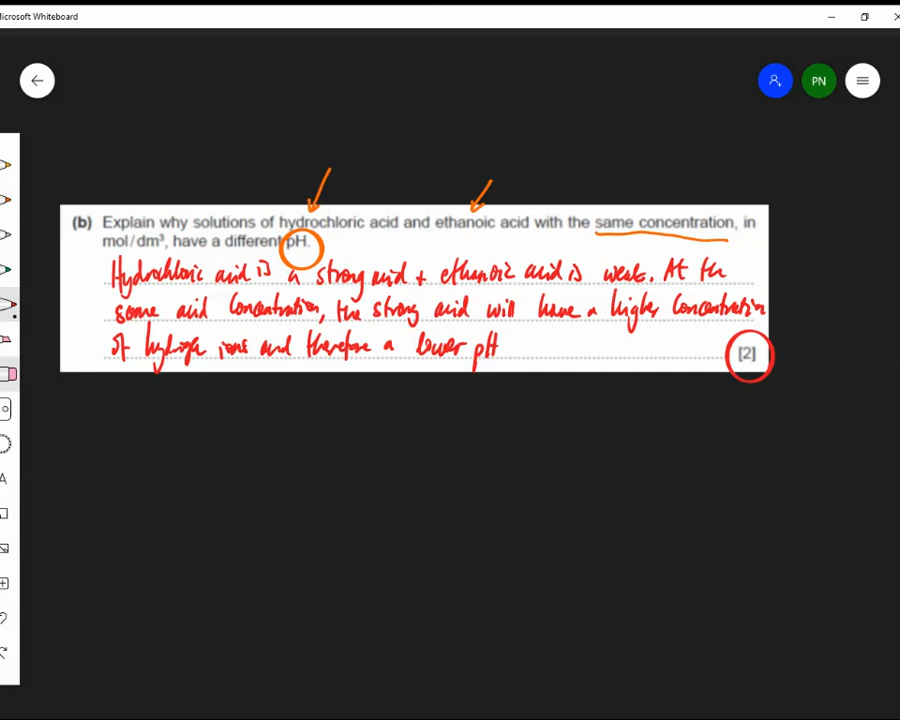 Microsoft Whiteboard
PN
(b) Explain why solutions of hydrochloric acid and ethanoic acid with the same concentration, in
mol/dm³, have a different pH.
Hydrochloric acid is a strong acid + ethanoic acid is weak. At the
same acid concentration, the strong acid will have a higher concentration
of hydrogen ions and therefore a lower pH
[2]